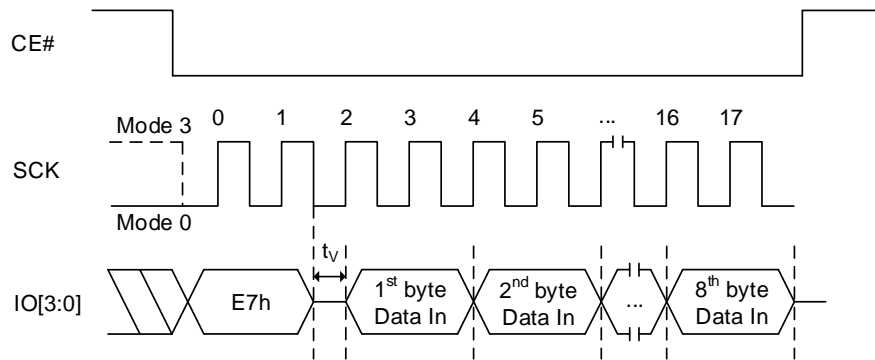 CE#
0 1 2 3 4 5 ... 16 17
Mode 3
SCK
Mode 0
tV
IO[3:0]
E7h
1st byte
Data In
2nd byte
Data In
...
8th byte
Data In